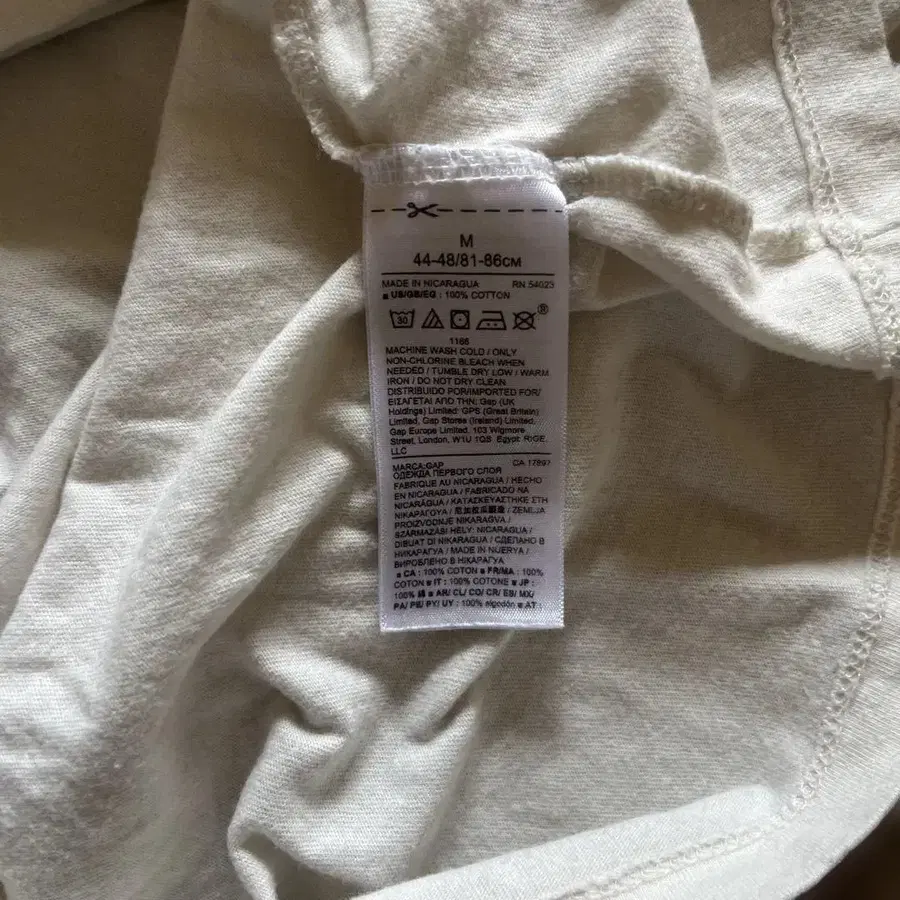 M
44-48/81-86CM
MADE IN NICARAGUA RN 54023
■ US/GB/EG : 100% COTTON
30
®
1166
MACHINE WASH COLD / ONLY
NON-CHLORINE BLEACH WHEN
NEEDED / TUMBLE DRY LOW / WARM
IRON / DO NOT DRY CLEAN
DISTRIBUIDO POR/IMPORTED FOR/
ΕΙΣΑΓΕΤΑΙ ΑΠΟ ΤΗΝ: Gap (UK
Holdings) Limited: GPS (Great Britain)
Limited, Gap Stores (Ireland) Limited,
Gap Europe Limited, 103 Wigmore
Street, London, W1U 1QS Egypt: RIGE,
LLC
MARCA:GAP CA 17897
ОДЕЖДА ПЕРВОГО СЛОЯ
FABRIQUE AU NICARAGUA / HECHO
EN NICARAGUA / FABRICADO NA
NICARÁGUA / ΚΑΤΑΣΚΕΥΑΣΤΗΚΕ ΣΤΗ
ΝΙΚΑΡΑΓΟΥΑ / 尼加拉瓜製造 / ZEMLJA
PROIZVODNJE NIKARAGVA /
SZÁRMAZÁSI HELY: NICARAGUA /
DIBUAT DI NIKARAGUA / СДЕЛАНО В
НИКАРАГУА / MADE IN NUERYA /
ВИРОБЛЕНО В НІКАРАГУА
■ CA : 100% COTON ■ FR/MA : 100%
COTON ■ IT : 100% COTONE ■ JP :
100% 綿 ■ AR/ CL/ CO/ CR/ ES/ MX/
PA/ PE/ PY/ UY : 100% algodón ■ AT :